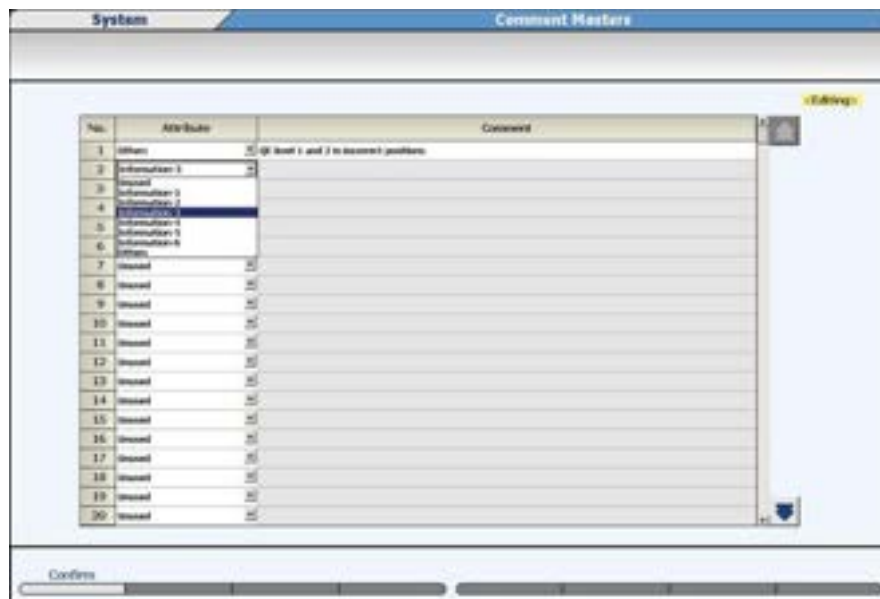 System
Comment Masters
<Editing>
No. Attribute Comment
1 Others QC level 1 and 2 in incorrect positions
2 Information-3
3 Unused
Information-1
Information-2
4 Information-3
Information-4
5 Information-5
6 Information-6
Others
7 Unused
8 Unused
9 Unused
10 Unused
11 Unused
12 Unused
13 Unused
14 Unused
15 Unused
16 Unused
17 Unused
18 Unused
19 Unused
20 Unused
Confirm